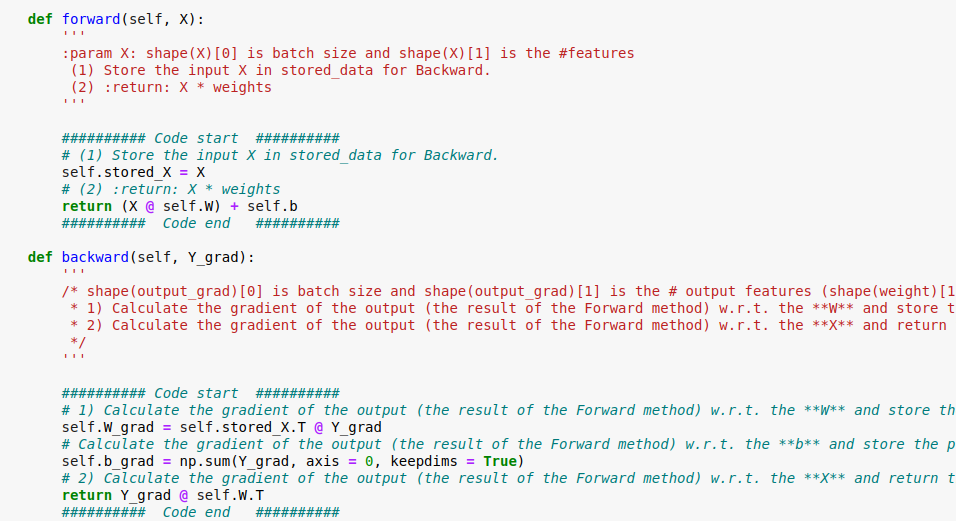 def forward(self, X):
'''
:param X: shape(X)[0] is batch size and shape(X)[1] is the #features
(1) Store the input X in stored_data for Backward.
(2) :return: X * weights
'''
########## Code start ##########
# (1) Store the input X in stored_data for Backward.
self.stored_X = X
# (2) :return: X * weights
return (X @ self.W) + self.b
########## Code end ##########
def backward(self, Y_grad):
'''
/* shape(output_grad)[0] is batch size and shape(output_grad)[1] is the # output features (shape(weight)[1
* 1) Calculate the gradient of the output (the result of the Forward method) w.r.t. the **W** and store t
* 2) Calculate the gradient of the output (the result of the Forward method) w.r.t. the **X** and return
*/
'''
########## Code start ##########
# 1) Calculate the gradient of the output (the result of the Forward method) w.r.t. the **W** and store th
self.W_grad = self.stored_X.T @ Y_grad
# Calculate the gradient of the output (the result of the Forward method) w.r.t. the **b** and store the p
self.b_grad = np.sum(Y_grad, axis = 0, keepdims = True)
# 2) Calculate the gradient of the output (the result of the Forward method) w.r.t. the **X** and return t
return Y_grad @ self.W.T
########## Code end ##########